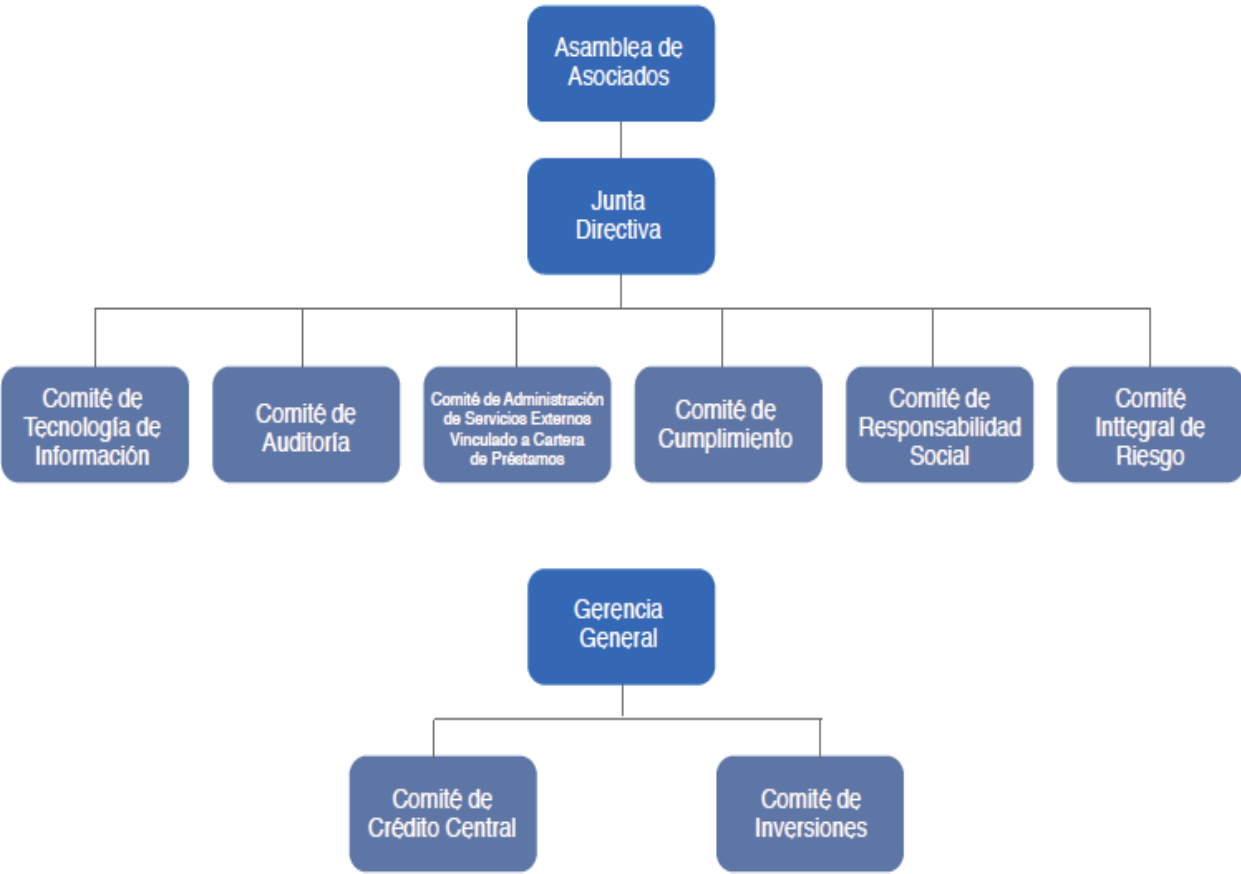 Asamblea de
Asociados
Junta
Directiva
Comité de
Tecnología de
Información
Comité de
Auditoría
Comité de Administración
de Servicios Externos
Vinculado a Cartera
de Préstamos
Comité de
Cumplimiento
Comité de
Responsabilidad
Social
Comité
Inttegral de
Riesgo
Gerencia
General
Comité de
Crédito Central
Comité de
Inversiones